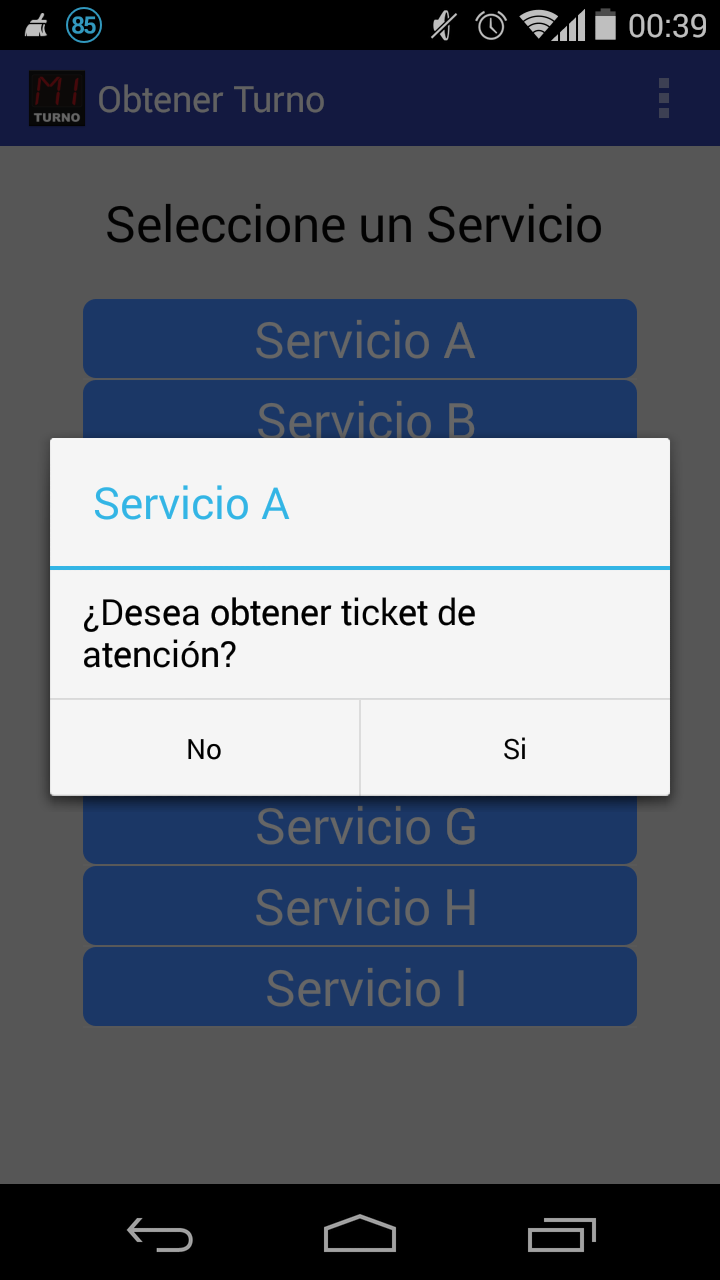 85
00:39
MI
TURNO
Obtener Turno
Seleccione un Servicio
Servicio A
Servicio B
Servicio A
¿Desea obtener ticket de
atención?
No
Si
Servicio G
Servicio H
Servicio I